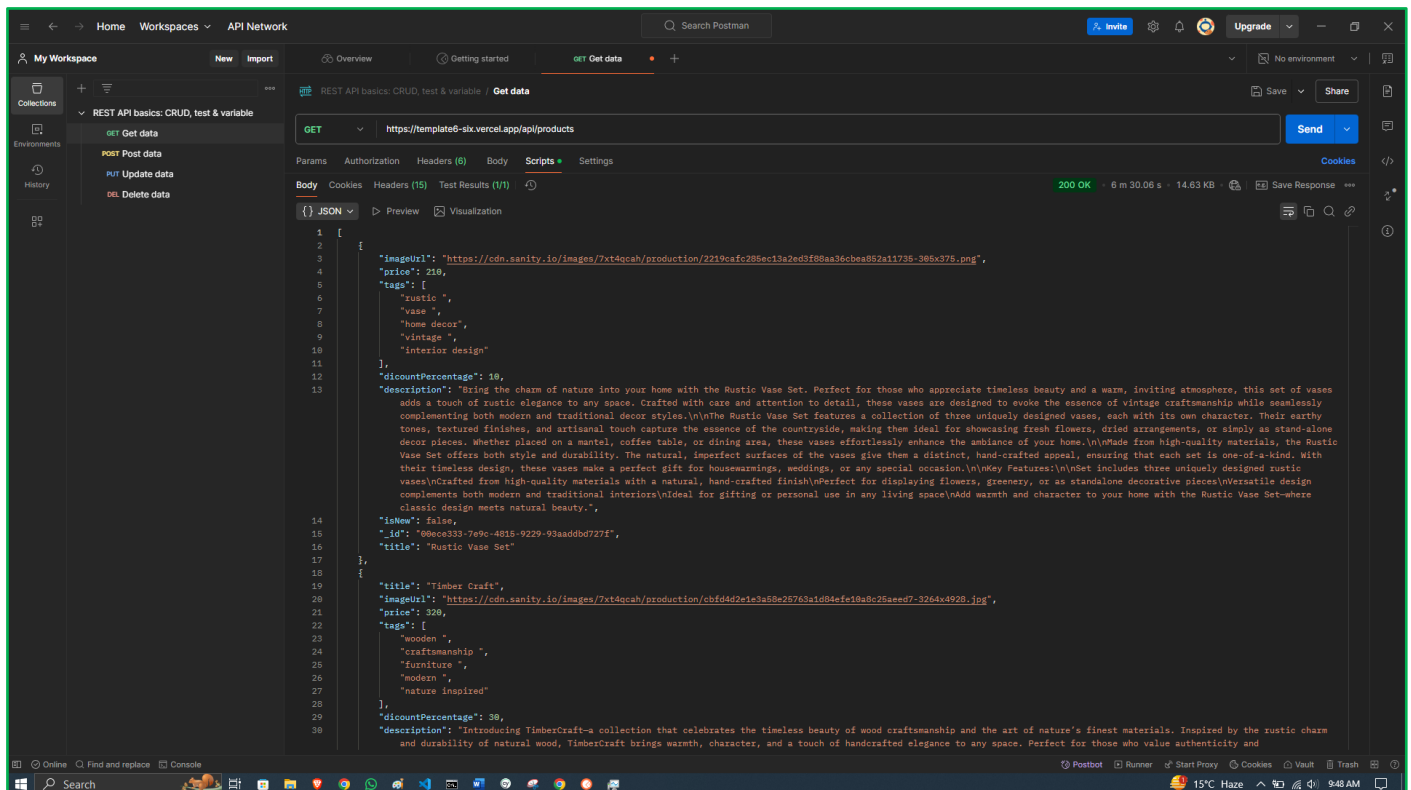 Home Workspaces API Network Search Postman Invite Upgrade
My Workspace New Import Overview Getting started GET Get data No environment
Collections
Environments
History
REST API basics: CRUD, test & variable
GET Get data
POST Post data
PUT Update data
DEL Delete data
HTTP REST API basics: CRUD, test & variable / Get data Save Share
GET https://template6-six.vercel.app/api/products Send
Params Authorization Headers (6) Body Scripts Settings Cookies
Body Cookies Headers (15) Test Results (1/1) 200 OK 6 m 30.06 s 14.63 KB Save Response
{} JSON Preview Visualization
1 [
2 {
3 "imageUrl": "https://cdn.sanity.io/images/7xt4qcah/production/2219cafc285ec13a2ed3f88aa36cbea852a11735-305x375.png",
4 "price": 210,
5 "tags": [
6 "rustic ",
7 "vase ",
8 "home decor",
9 "vintage ",
10 "interior design"
11 ],
12 "dicountPercentage": 10,
13 "description": "Bring the charm of nature into your home with the Rustic Vase Set. Perfect for those who appreciate timeless beauty and a warm, inviting atmosphere, this set of vases
adds a touch of rustic elegance to any space. Crafted with care and attention to detail, these vases are designed to evoke the essence of vintage craftsmanship while seamlessly
complementing both modern and traditional decor styles.\n\nThe Rustic Vase Set features a collection of three uniquely designed vases, each with its own character. Their earthy
tones, textured finishes, and artisanal touch capture the essence of the countryside, making them ideal for showcasing fresh flowers, dried arrangements, or simply as stand-alone
decor pieces. Whether placed on a mantel, coffee table, or dining area, these vases effortlessly enhance the ambiance of your home.\n\nMade from high-quality materials, the Rustic
Vase Set offers both style and durability. The natural, imperfect surfaces of the vases give them a distinct, hand-crafted appeal, ensuring that each set is one-of-a-kind. With
their timeless design, these vases make a perfect gift for housewarmings, weddings, or any special occasion.\n\nKey Features:\n\nSet includes three uniquely designed rustic
vases\nCrafted from high-quality materials with a natural, hand-crafted finish\nPerfect for displaying flowers, greenery, or as standalone decorative pieces\nVersatile design
complements both modern and traditional interiors\nIdeal for gifting or personal use in any living space\nAdd warmth and character to your home with the Rustic Vase Set—where
classic design meets natural beauty.",
14 "isNew": false,
15 "_id": "00ece333-7e9c-4815-9229-93aaddbd727f",
16 "title": "Rustic Vase Set"
17 },
18 {
19 "title": "Timber Craft",
20 "imageUrl": "https://cdn.sanity.io/images/7xt4qcah/production/cbfd4d2e1e3a58e25763a1d84efe10a8c25aeed7-3264x4928.jpg",
21 "price": 320,
22 "tags": [
23 "wooden ",
24 "craftsmanship ",
25 "furniture ",
26 "modern ",
27 "nature inspired"
28 ],
29 "dicountPercentage": 30,
30 "description": "Introducing TimberCraft—a collection that celebrates the timeless beauty of wood craftsmanship and the art of nature's finest materials. Inspired by the rustic charm
and durability of natural wood, TimberCraft brings warmth, character, and a touch of handcrafted elegance to any space. Perfect for those who value authenticity and
Online Find and replace Console Postbot Runner Start Proxy Cookies Vault Trash
Search 15°C Haze 9:48 AM